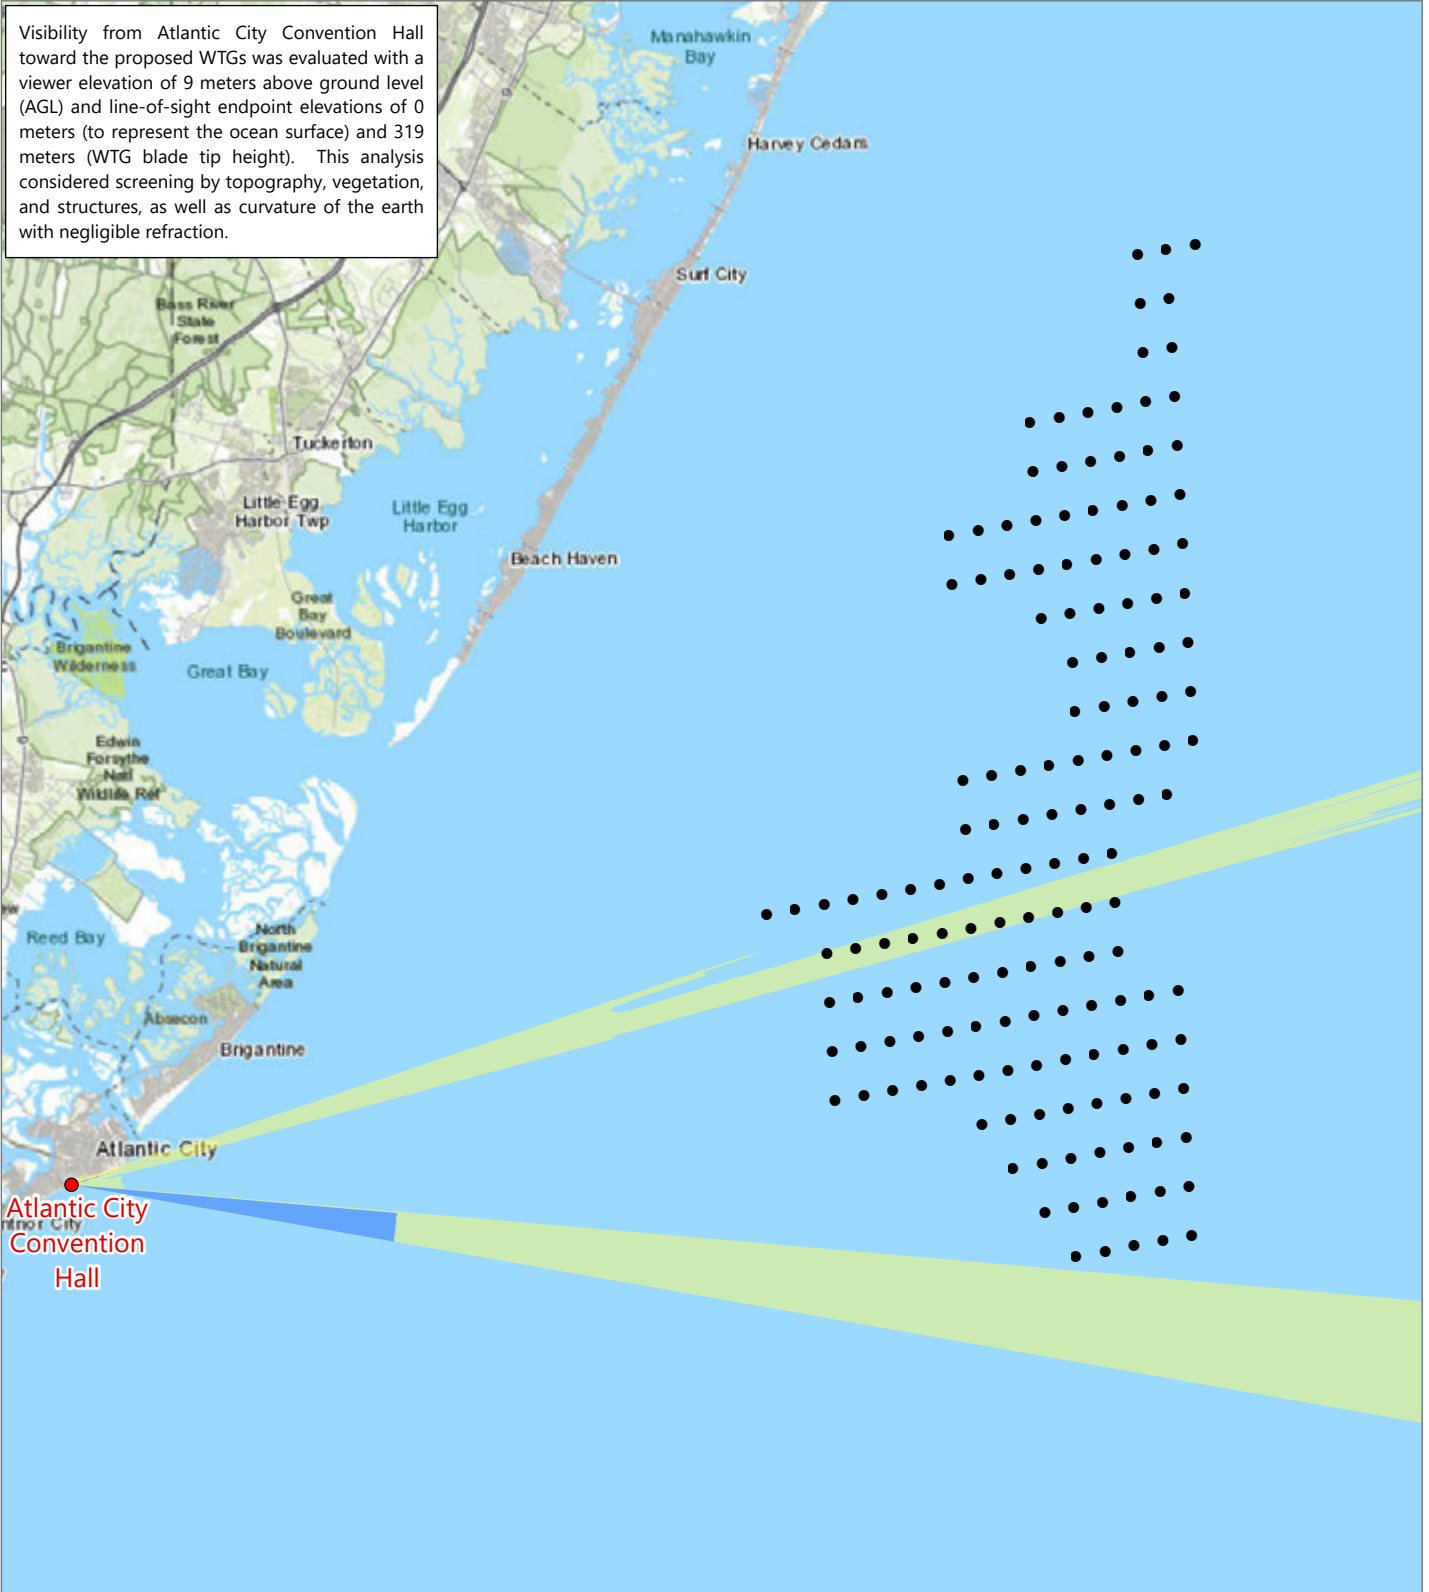 Visibility from Atlantic City Convention Hall
toward the proposed WTGs was evaluated with a
viewer elevation of 9 meters above ground level
(AGL) and line-of-sight endpoint elevations of 0
meters (to represent the ocean surface) and 319
meters (WTG blade tip height). This analysis
considered screening by topography, vegetation,
and structures, as well as curvature of the earth
with negligible refraction.
Manahawkin
Bay
Harvey Cedars
Surf City
Bass River
State
Forest
Tuckerton
Little Egg
Harbor Twp
Little Egg
Harbor
Beach Haven
Great
Bay
Boulevard
Brigantine
Wilderness
Great Bay
Edwin
Forsythe
Natl
Wildlife Ref
Reed Bay
North
Brigantine
Natural
Area
Absecon
Brigantine
Atlantic City
Atlantic City
Convention
Hall
ntnor City